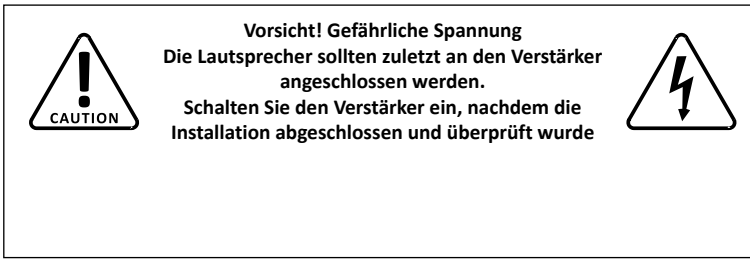 Vorsicht! Gefährliche Spannung
Die Lautsprecher sollten zuletzt an den Verstärker
angeschlossen werden.
Schalten Sie den Verstärker ein, nachdem die
Installation abgeschlossen und überprüft wurde
CAUTION